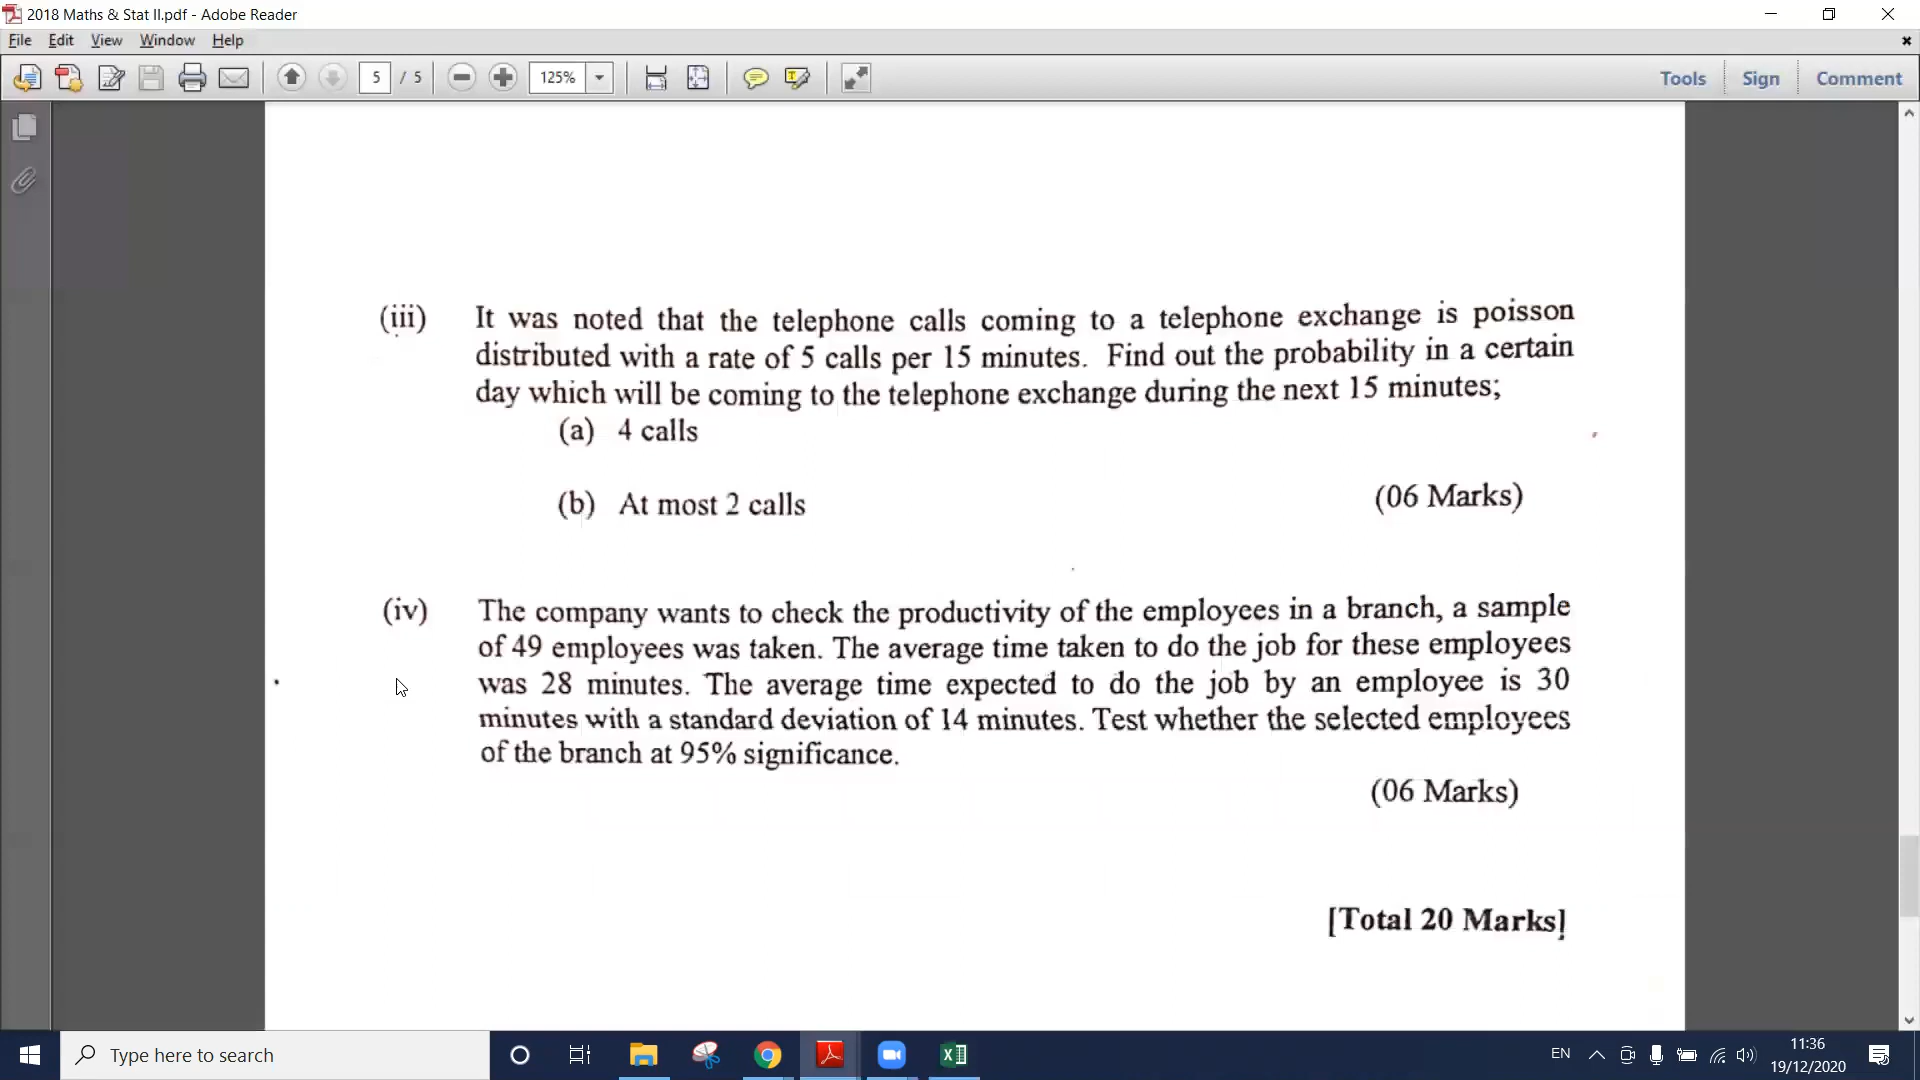 2018 Maths & Stat II.pdf - Adobe Reader
File Edit View Window Help
5 / 5 125% Tools Sign Comment
(iii) It was noted that the telephone calls coming to a telephone exchange is poisson
distributed with a rate of 5 calls per 15 minutes. Find out the probability in a certain
day which will be coming to the telephone exchange during the next 15 minutes;
(a) 4 calls
(b) At most 2 calls (06 Marks)
(iv) The company wants to check the productivity of the employees in a branch, a sample
of 49 employees was taken. The average time taken to do the job for these employees
was 28 minutes. The average time expected to do the job by an employee is 30
minutes with a standard deviation of 14 minutes. Test whether the selected employees
of the branch at 95% significance.
(06 Marks)
[Total 20 Marks]
Type here to search
EN
11:36
19/12/2020